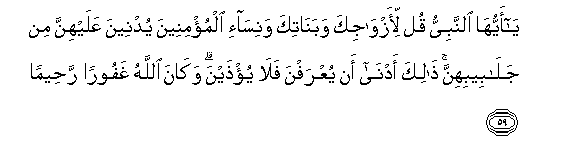 يَـٰٓأَيُّهَا ٱلنَّبِىُّ قُل لِّأَزْوَٰجِكَ وَبَنَاتِكَ وَنِسَآءِ ٱلْمُؤْمِنِينَ يُدْنِينَ عَلَيْهِنَّ مِن
جَلَـٰبِيبِهِنَّ ۚ ذَٰلِكَ أَدْنَىٰٓ أَن يُعْرَفْنَ فَلَا يُؤْذَيْنَ ۗ وَكَانَ ٱللَّهُ غَفُورًا رَّحِيمًا
٥٩